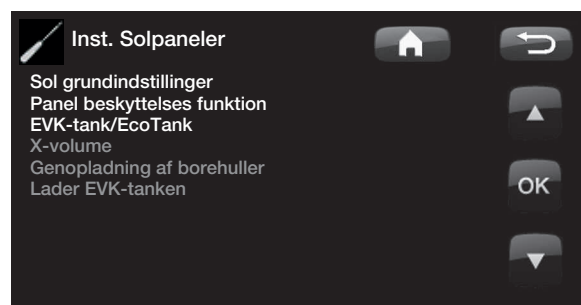 Inst. Solpaneler
Sol grundindstillinger
Panel beskyttelses funktion
EVK-tank/EcoTank
X-volume
Genopladning af borehuller
Lader EVK-tanken
OK